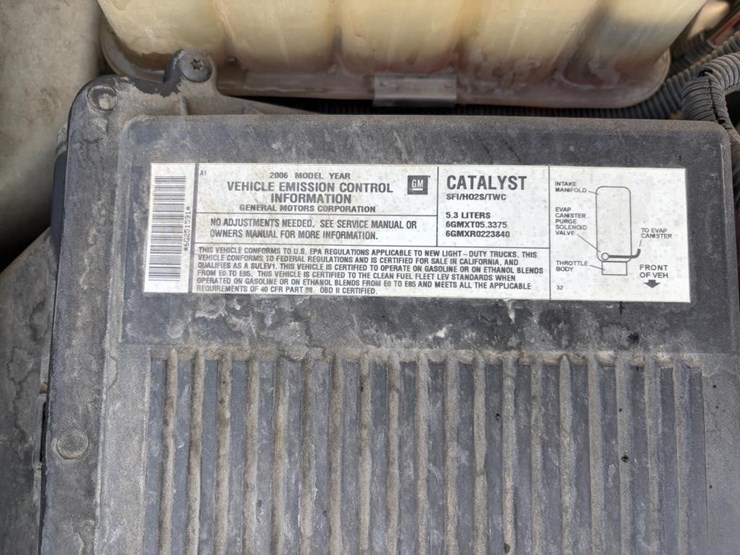 A1
2006 MODEL YEAR
VEHICLE EMISSION CONTROL
INFORMATION
GENERAL MOTORS CORPORATION
GM
NO ADJUSTMENTS NEEDED. SEE SERVICE MANUAL OR
OWNERS MANUAL FOR MORE INFORMATION.
CATALYST
SFI/HO2S/TWC
5.3 LITERS
6GMXT05.3375
6GMXR0223840
THIS VEHICLE CONFORMS TO U.S. EPA REGULATIONS APPLICABLE TO NEW LIGHT-DUTY TRUCKS. THIS
VEHICLE CONFORMS TO FEDERAL REGULATIONS AND IS CERTIFIED FOR SALE IN CALIFORNIA, AND
QUALIFIES AS A SULEV1. THIS VEHICLE IS CERTIFIED TO OPERATE ON GASOLINE OR ON ETHANOL BLENDS
FROM E0 TO E85. THIS VEHICLE IS CERTIFIED TO THE CLEAN FUEL FLEET LEV STANDARDS WHEN
OPERATED ON GASOLINE OR ON ETHANOL BLENDS FROM E0 TO E85 AND MEETS ALL THE APPLICABLE
REQUIREMENTS OF 40 CFR PART 88. OBD II CERTIFIED.
INTAKE
MANIFOLD
EVAP
CANISTER
PURGE
SOLENOID
VALVE
TO EVAP
CANISTER
THROTTLE
BODY
FRONT
OF VEH.
32